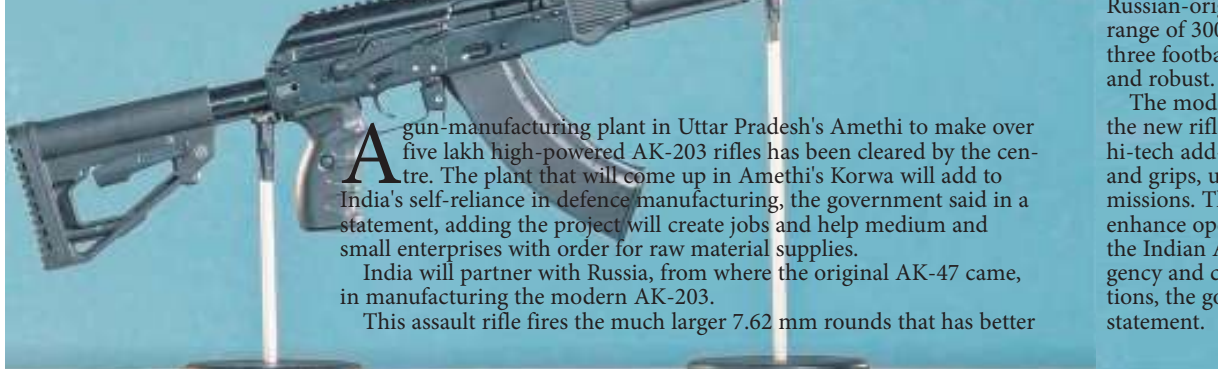 A gun-manufacturing plant in Uttar Pradesh's Amethi to make over
five lakh high-powered AK-203 rifles has been cleared by the cen-
tre. The plant that will come up in Amethi's Korwa will add to
India's self-reliance in defence manufacturing, the government said in a
statement, adding the project will create jobs and help medium and
small enterprises with order for raw material supplies.
India will partner with Russia, from where the original AK-47 came,
in manufacturing the modern AK-203.
This assault rifle fires the much larger 7.62 mm rounds that has better
range of 300
and robust.
The mod
the new rifl
hi-tech add
and grips, u
missions. Th
enhance op
the Indian A
gency and c
tions, the go
statement.